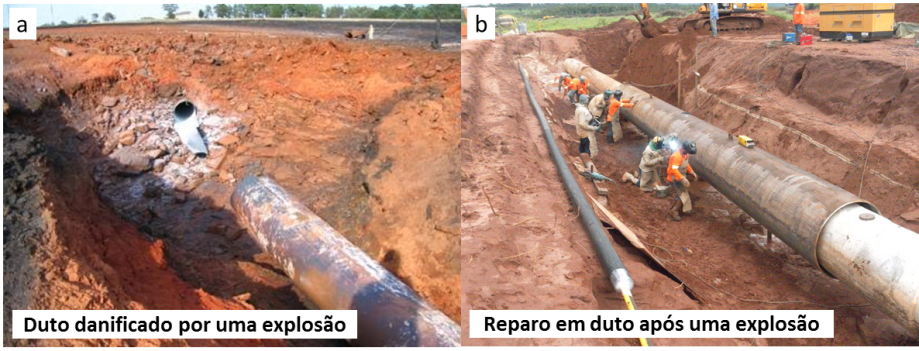 a
b
Duto danificado por uma explosão
Reparo em duto após uma explosão